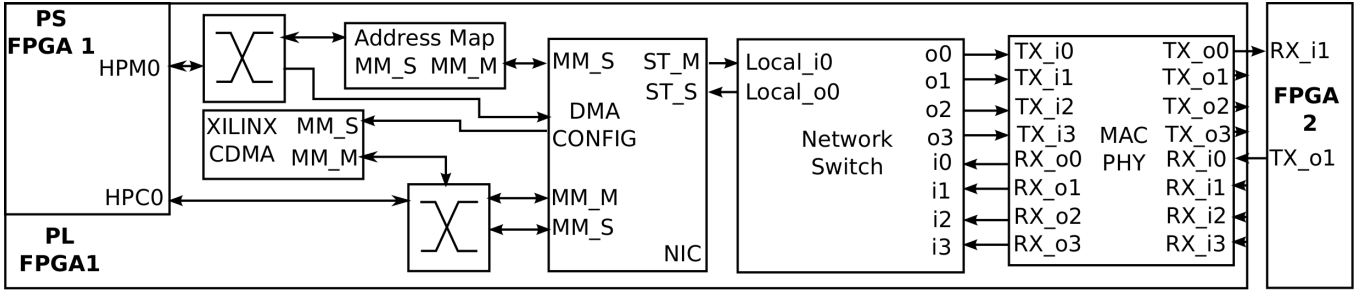 PS
FPGA 1
HPM0
HPC0
PL
FPGA1
Address Map
MM_S MM_M
XILINX MM_S
CDMA MM_M
MM_S ST_M
ST_S
DMA
CONFIG
MM_M
MM_S
NIC
Local_i0
Local_o0
Network
Switch
o0
o1
o2
o3
i0
i1
i2
i3
TX_i0 TX_o0
TX_i1 TX_o1
TX_i2 TX_o2
TX_i3 MAC TX_o3
RX_o0 PHY RX_i0
RX_o1 RX_i1
RX_o2 RX_i2
RX_o3 RX_i3
RX_i1
FPGA
2
TX_o1